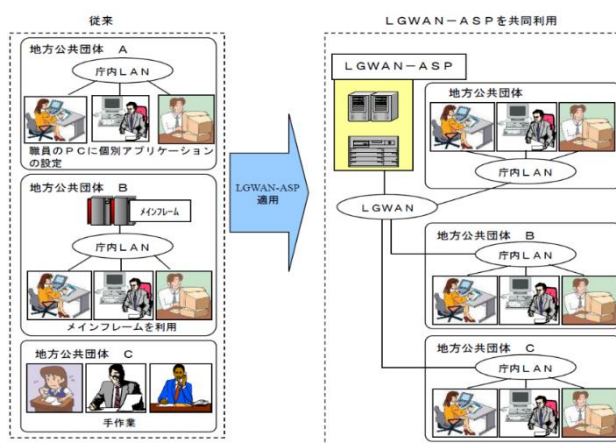 従来
地方公共団体 A
庁内LAN
職員のPCに個別アプリケーション
の設定
地方公共団体 B
メインフレーム
庁内LAN
メインフレームを利用
地方公共団体 C
手作業
LGWAN-ASP
適用
LGWAN-ASPを共同利用
LGWAN-ASP
地方公共団体
庁内LAN
LGWAN
地方公共団体 B
庁内LAN
地方公共団体 C
庁内LAN